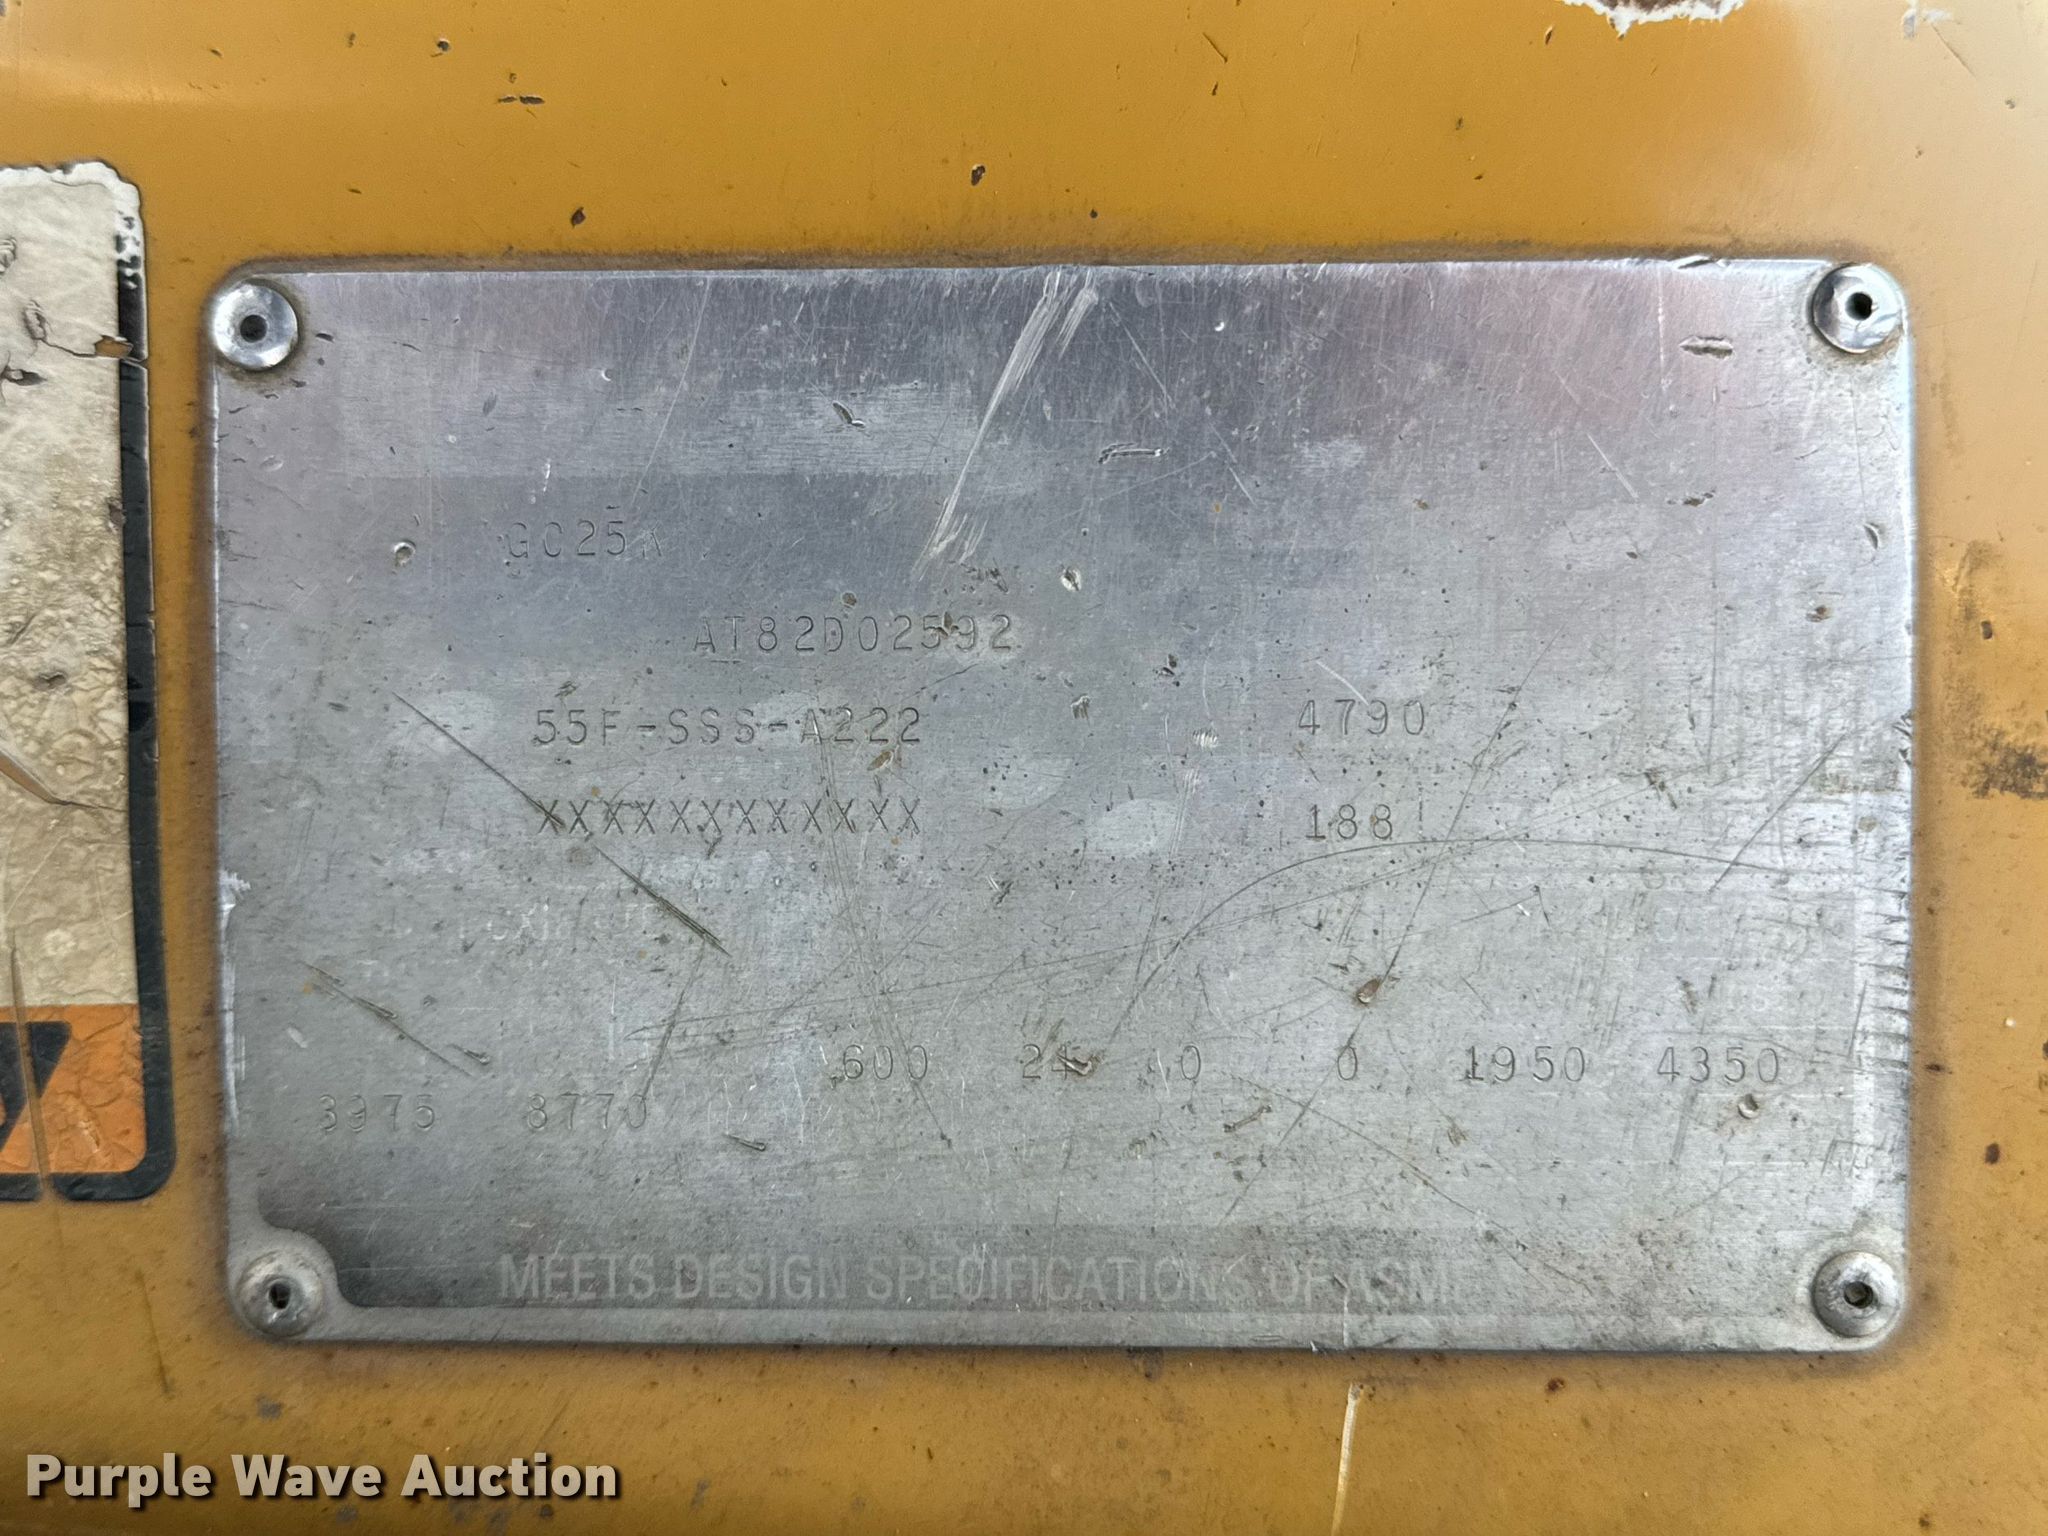 GC25K
AT82D02592
55F-SSS-A222 4790
XXXXXXXXXXXX 188
600 0 0 1950 4350
3975 8770
MEETS DESIGN SPECIFICATIONS OF ASME
Purple Wave Auction